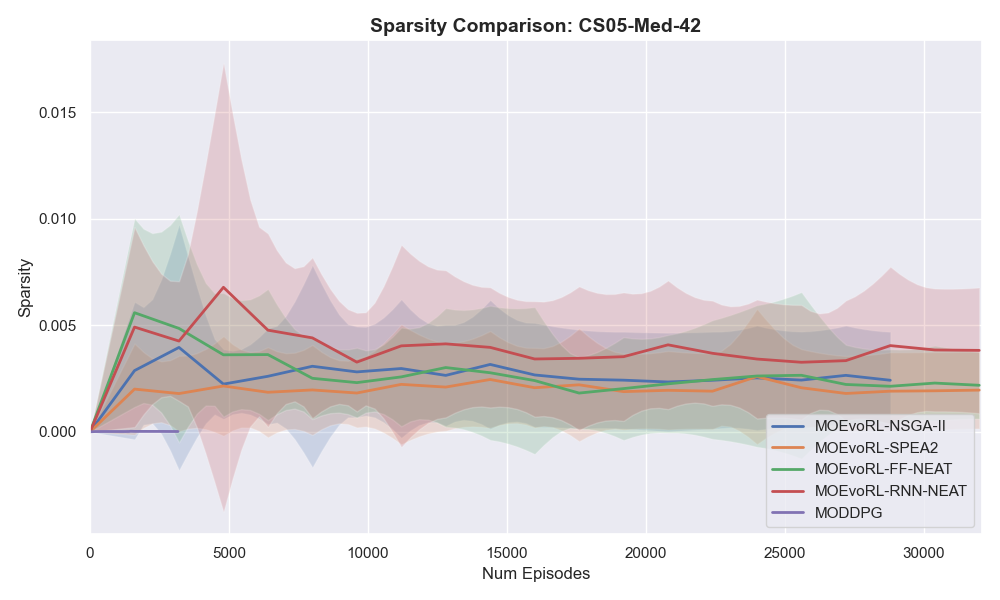 Sparsity Comparison: CS05-Med-42
Sparsity
0.015
0.010
0.005
0.000
0 5000 10000 15000 20000 25000 30000
Num Episodes
MOEvoRL-NSGA-II
MOEvoRL-SPEA2
MOEvoRL-FF-NEAT
MOEvoRL-RNN-NEAT
MODDPG